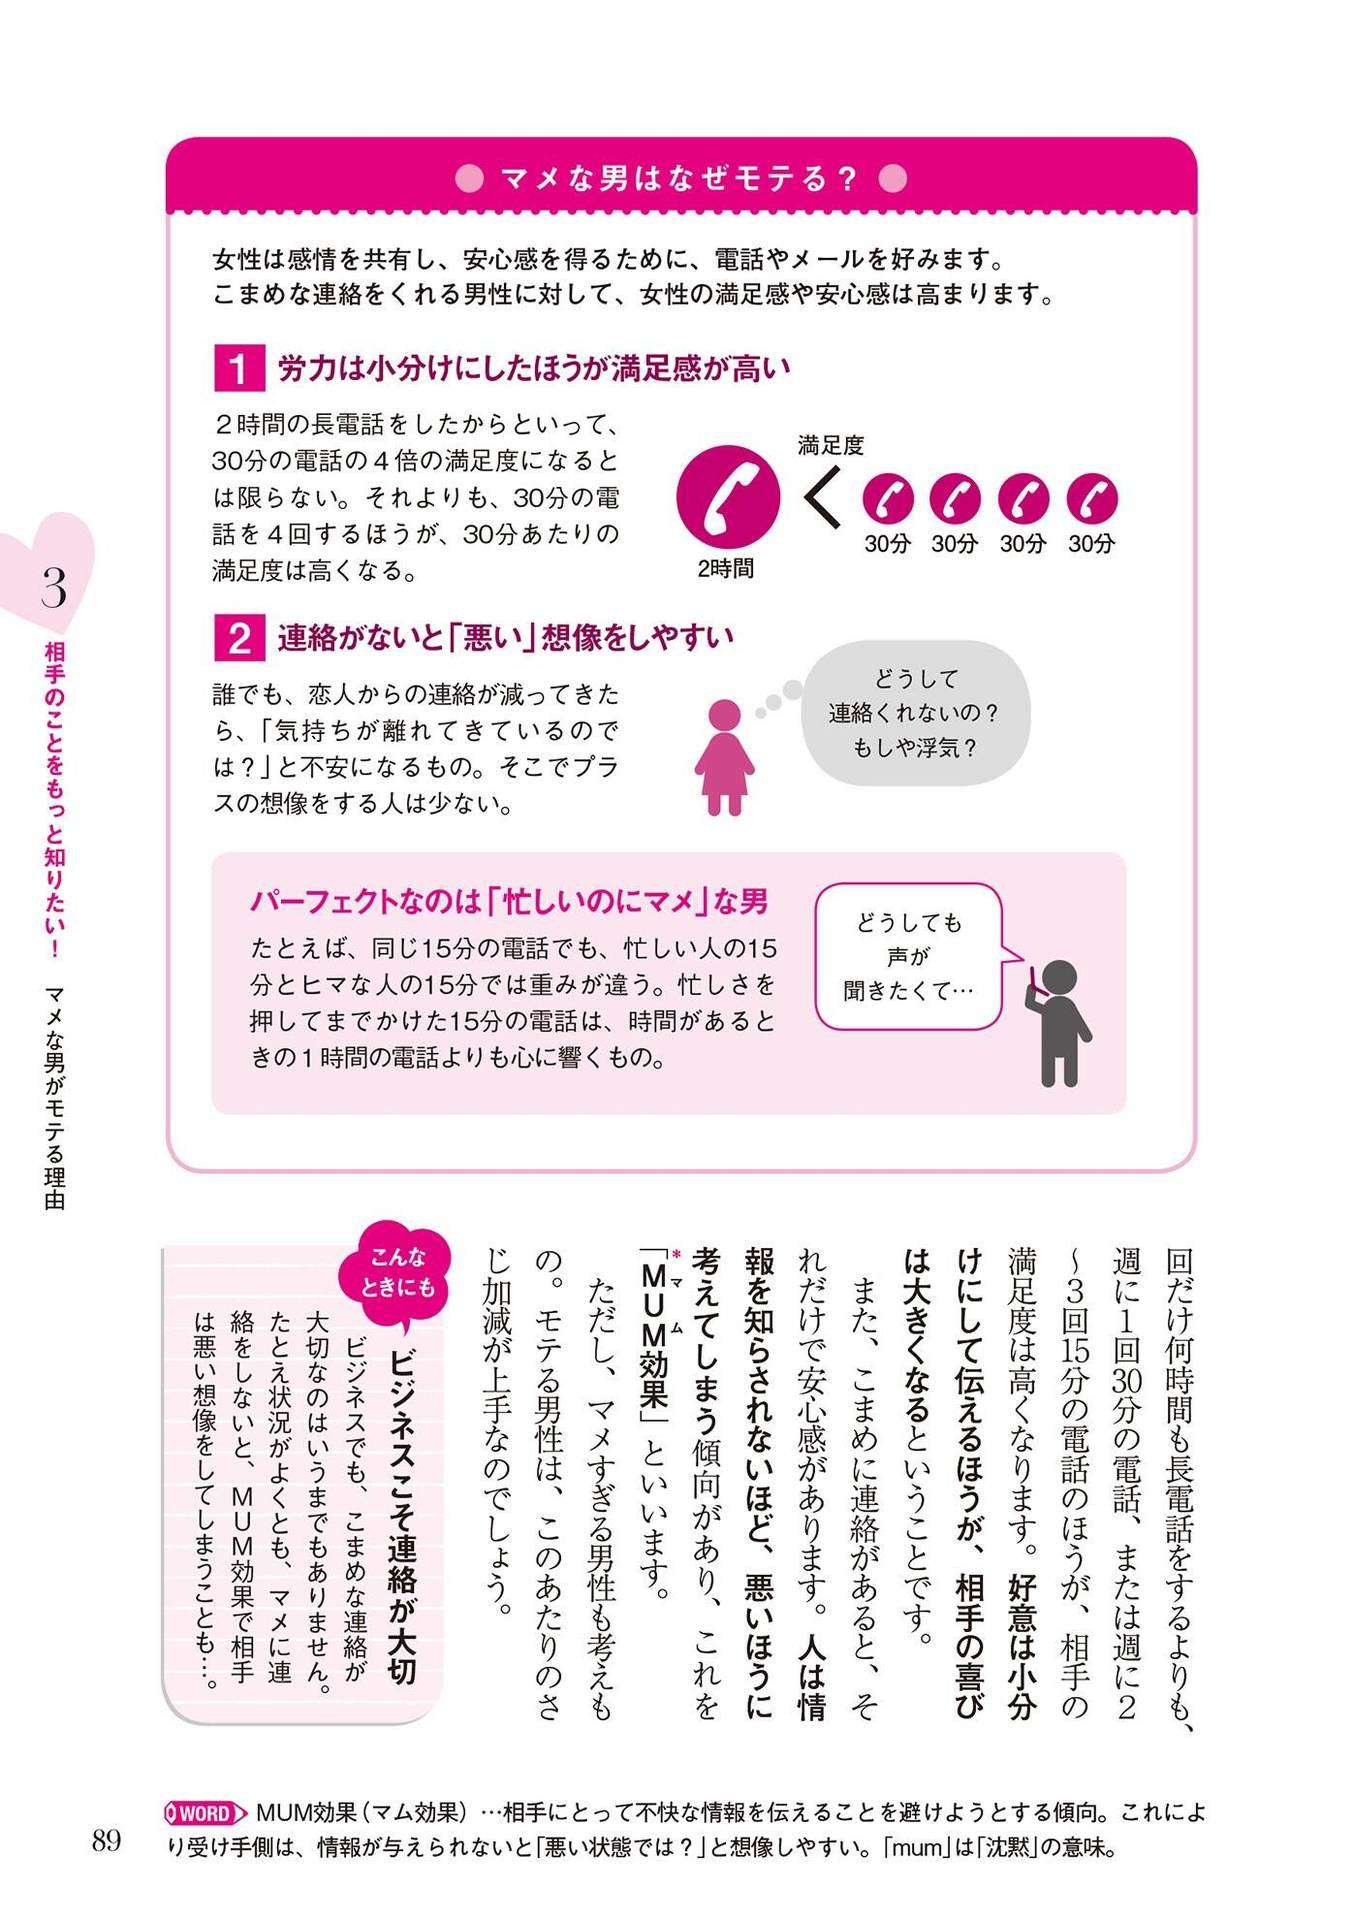 マメな男はなぜモテる？
女性は感情を共有し、安心感を得るために、電話やメールを好みます。
こまめな連絡をくれる男性に対して、女性の満足感や安心感は高まります。
1 労力は小分けにしたほうが満足感が高い
２時間の長電話をしたからといって、
30分の電話の４倍の満足度になると
は限らない。それよりも、30分の電
話を４回するほうが、30分あたりの
満足度は高くなる。
満足度
2時間
30分 30分 30分 30分
2 連絡がないと「悪い」想像をしやすい
誰でも、恋人からの連絡が減ってきた
ら、「気持ちが離れてきているので
は？」と不安になるもの。そこでプラ
スの想像をする人は少ない。
どうして
連絡くれないの？
もしや浮気？
パーフェクトなのは「忙しいのにマメ」な男
たとえば、同じ15分の電話でも、忙しい人の15
分とヒマな人の15分では重みが違う。忙しさを
押してまでかけた15分の電話は、時間があると
きの１時間の電話よりも心に響くもの。
どうしても
声が
聞きたくて…
3
相手のことをもっと知りたい！ マメな男がモテる理由
回だけ何時間も長電話をするよりも、
週に１回30分の電話、または週に２
〜３回15分の電話のほうが、相手の
満足度は高くなります。好意は小分
けにして伝えるほうが、相手の喜び
は大きくなるということです。
また、こまめに連絡があると、そ
れだけで安心感があります。人は情
報を知らされないほど、悪いほうに
考えてしまう傾向があり、これを
「*ＭＵＭ効果」といいます。
マム
ただし、マメすぎる男性も考えも
の。モテる男性は、このあたりのさ
じ加減が上手なのでしょう。
こんな
ときにも
ビジネスこそ連絡が大切
ビジネスでも、こまめな連絡が
大切なのはいうまでもありません。
たとえ状況がよくとも、マメに連
絡をしないと、ＭＵＭ効果で相手
は悪い想像をしてしまうことも…。
WORD MUM効果（マム効果）…相手にとって不快な情報を伝えることを避けようとする傾向。これによ
り受け手側は、情報が与えられないと「悪い状態では？」と想像しやすい。「mum」は「沈黙」の意味。
89